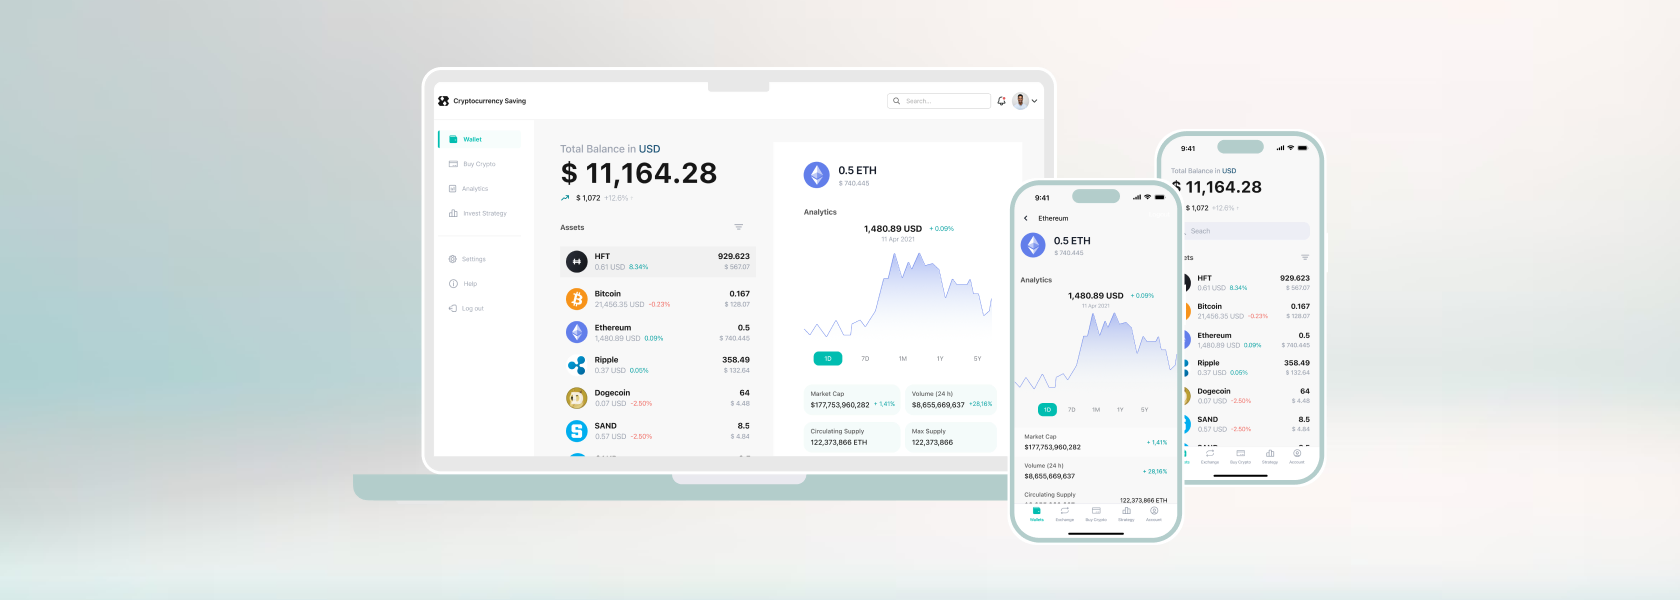 Cryptocurrency Saving
Search...
Wallet
Buy Crypto
Analytics
Invest Strategy
Settings
Help
Log out
Total Balance in USD
$ 11,164.28
$ 1,072 +12.6%
Assets
HFT 929.623
0.61 USD 8.34% $ 567.07
Bitcoin 0.167
21,456.35 USD -0.23% $ 128.07
Ethereum 0.5
1,480.89 USD 0.09% $ 740.445
Ripple 358.49
0.37 USD 0.05% $ 132.64
Dogecoin 64
0.07 USD -2.50% $ 4.48
SAND 8.5
0.57 USD -2.50% $ 4.84
0.5 ETH
$ 740.445
Analytics
1,480.89 USD + 0.09%
11 Apr 2021
1D 7D 1M 1Y 5Y
Market Cap
$177,753,960,282 + 1,41%
Volume (24 h)
$8,655,669,637 +28,16%
Circulating Supply
122,373,866 ETH
Max Supply
122,373,866
9:41
Ethereum
0.5 ETH
$ 740.445
Analytics
1,480.89 USD + 0.09%
11 Apr 2021
1D 7D 1M 1Y 5Y
Market Cap
$177,753,960,282 + 1,41%
Volume (24 h)
$8,655,669,637 + 28,16%
Circulating Supply
122,373,866 ETH
Wallets Exchange Buy Crypto Strategy Account
9:41
Total Balance in USD
$ 11,164.28
$ 1,072 +12.6%
Seach
ets
HFT 929.623
0.61 USD 8.34% $ 567.07
Bitcoin 0.167
21,456.35 USD -0.23% $ 128.07
Ethereum 0.5
1,480.89 USD 0.09% $ 740.445
Ripple 358.49
0.37 USD 0.05% $ 132.64
Dogecoin 64
0.07 USD -2.50% $ 4.48
SAND 8.5
0.57 USD -2.50% $ 4.84
Exchange Buy Crypto Strategy Account